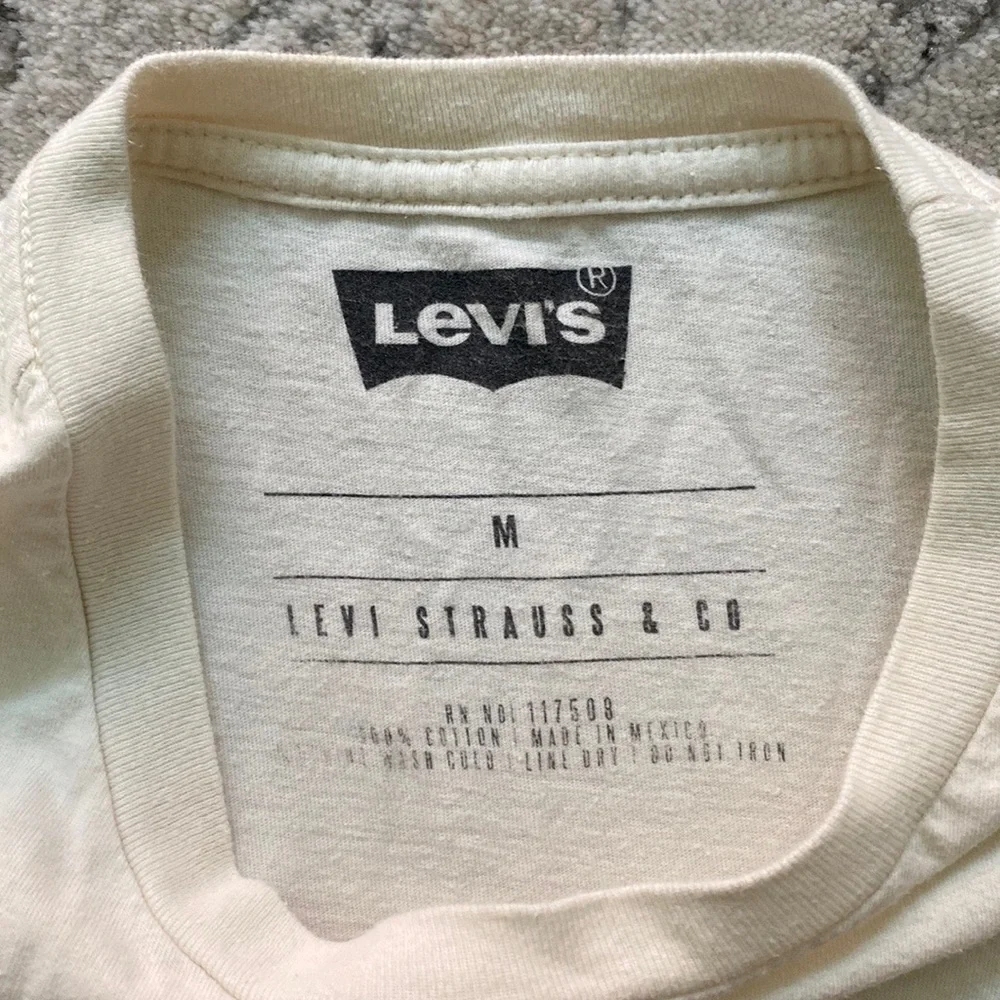 LEVI'S®
M
LEVI STRAUSS & CO
RN NO| 117508
100% COTTON | MADE IN MEXICO
WASH COLD | LINE DRY | DO NOT IRON